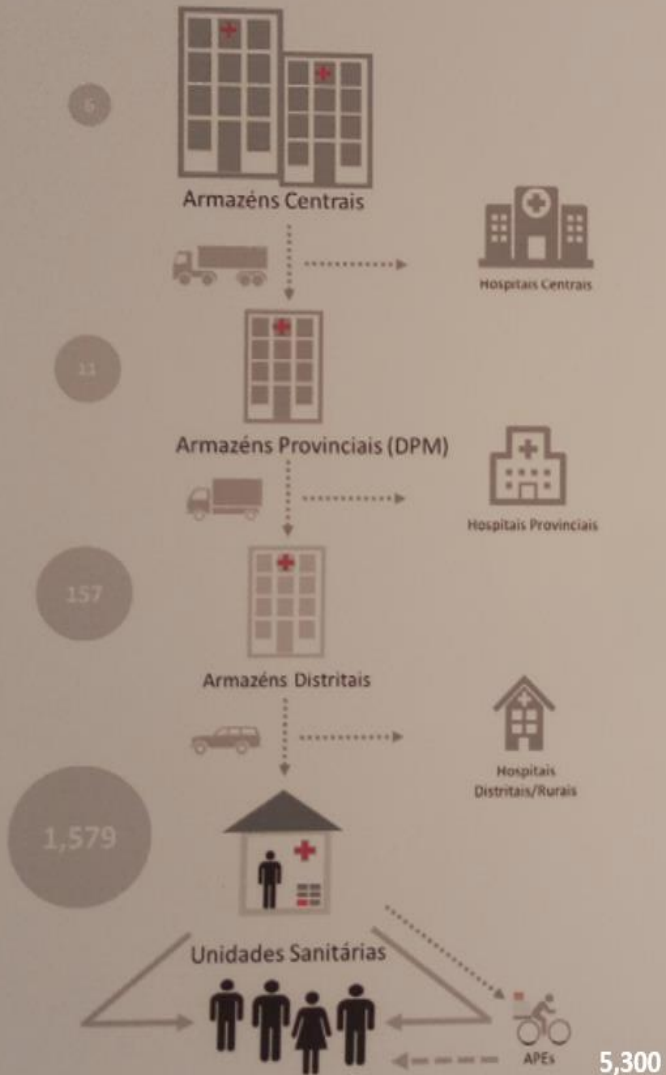 6
Armazéns Centrais
Hospitais Centrais
11
Armazéns Provinciais (DPM)
Hospitais Provinciais
157
Armazéns Distritais
Hospitais
Distritais/Rurais
1,579
Unidades Sanitárias
APEs
5,300